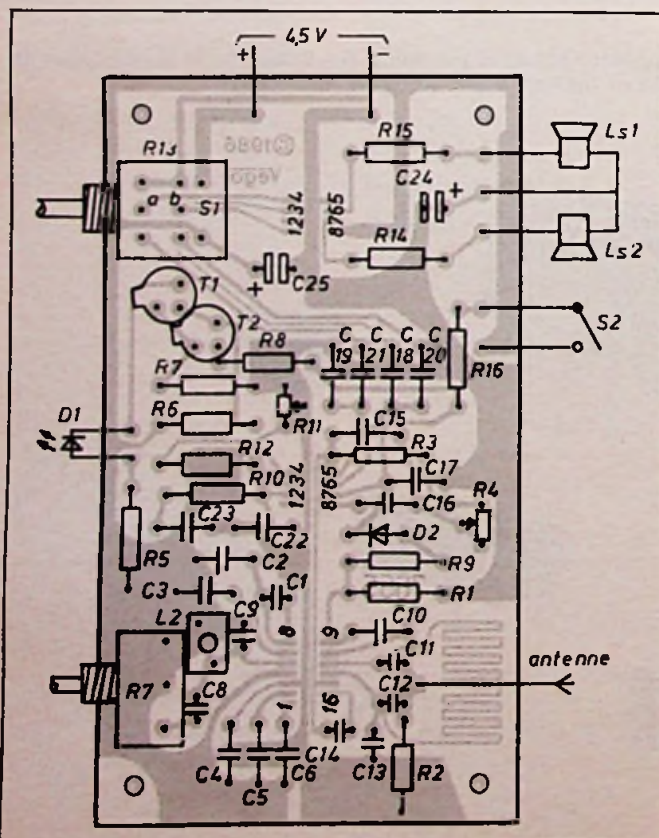 4,5 V
+ -
R15
Ls1
©1986
Vego
R13
C24
+
a b
S1
1234
8765
R14
Ls2
+
C25
T1
T2
S2
R8
C C C C
19 21 18 20
R16
R7
R11
R6
C15
D1
R12
R3
C17
R10
1234
8765
C16
R4
C23
C22
D2
R5
C2
R9
C3
C1
R1
L2
C9
8
9
C10
C11
antenne
R7
C8
C12
1
16
C14
C13
R2
C4
C5
C6